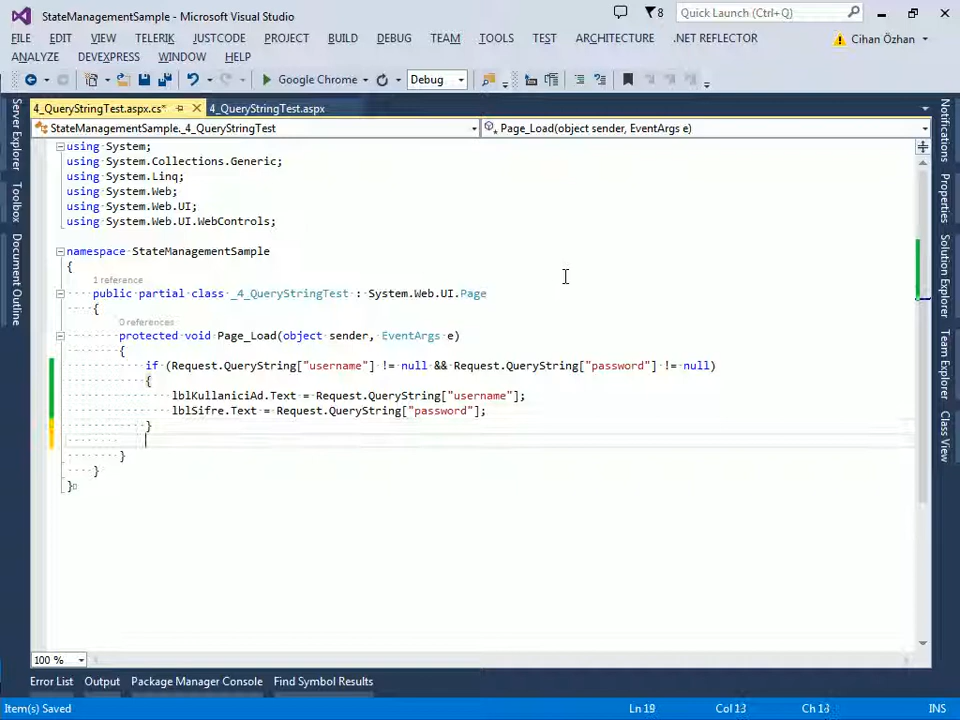 StateManagementSample - Microsoft Visual Studio
8
Quick Launch (Ctrl+Q)
FILE EDIT VIEW TELERIK JUSTCODE PROJECT BUILD DEBUG TEAM TOOLS TEST ARCHITECTURE .NET REFLECTOR
Cihan Özhan
ANALYZE DEVEXPRESS WINDOW HELP
Google Chrome
Debug
4_QueryStringTest.aspx.cs*
4_QueryStringTest.aspx
StateManagementSample._4_QueryStringTest
Page_Load(object sender, EventArgs e)
Server Explorer
Toolbox
Document Outline
using System;
using System.Collections.Generic;
using System.Linq;
using System.Web;
using System.Web.UI;
using System.Web.UI.WebControls;
namespace StateManagementSample
{
1 reference
public partial class _4_QueryStringTest : System.Web.UI.Page
{
0 references
protected void Page_Load(object sender, EventArgs e)
{
if (Request.QueryString["username"] != null && Request.QueryString["password"] != null)
{
lblKullaniciAd.Text = Request.QueryString["username"];
lblSifre.Text = Request.QueryString["password"];
}
}
}
}
Notifications
Properties
Solution Explorer
Team Explorer
Class View
100 %
Error List Output Package Manager Console Find Symbol Results
Item(s) Saved
Ln 19
Col 13
Ch 13
INS